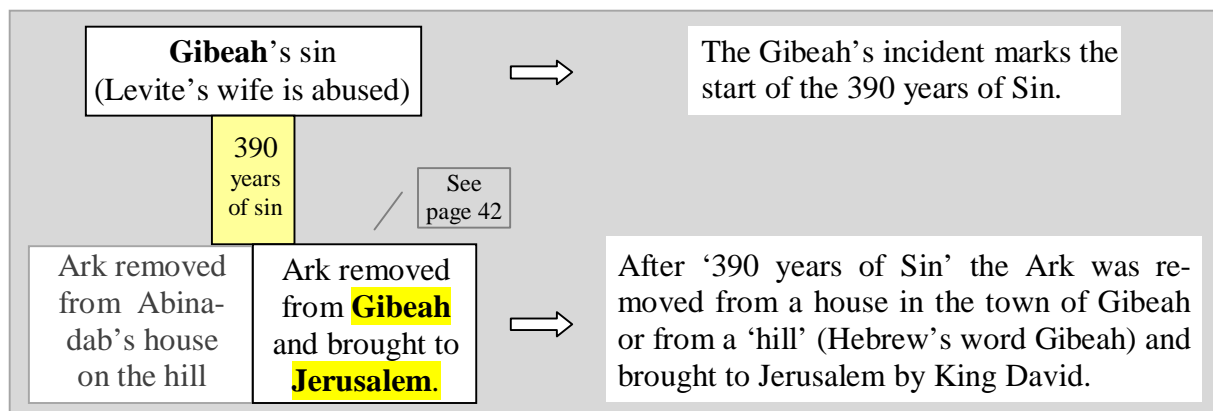 Gibeah’s sin
(Levite’s wife is abused)
The Gibeah’s incident marks the
start of the 390 years of Sin.
390
years
of sin
See
page 42
Ark removed
from Abina-
dab’s house
on the hill
Ark removed
from Gibeah
and brought to
Jerusalem.
After ‘390 years of Sin’ the Ark was re-
moved from a house in the town of Gibeah
or from a ‘hill’ (Hebrew’s word Gibeah) and
brought to Jerusalem by King David.